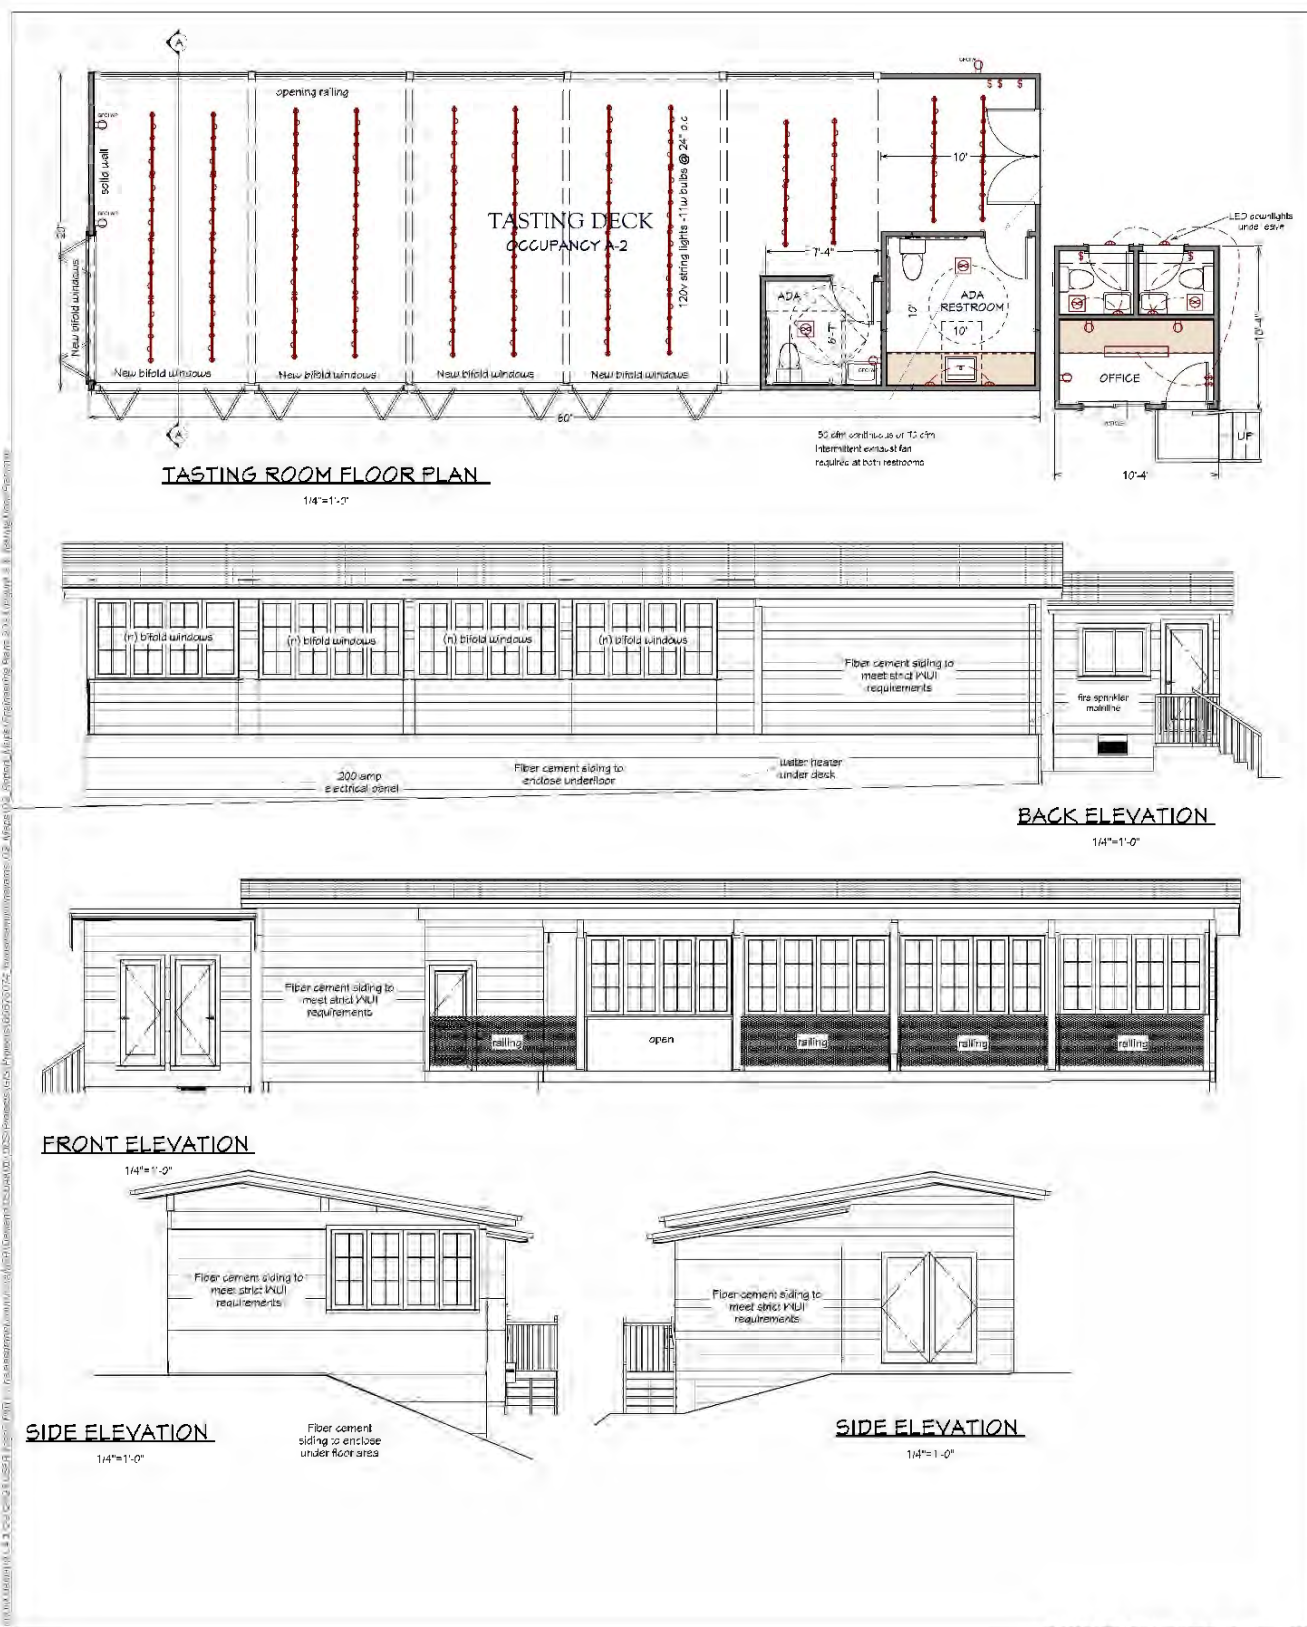 A
opening railing
solid wall
20'
New bifold windows
TASTING DECK
OCCUPANCY A-2
120v string lights -11w bulbs @ 24" o.c
10'
7'-4"
ADA
ADA
RESTROOM
10'
10'
LED downlights
OFFICE
UP
10'-4"
10'-4"
New bifold windows
New bifold windows
New bifold windows
New bifold windows
60'
A
intermittent exhaust fan
required at both restrooms
TASTING ROOM FLOOR PLAN
1/4"=1'-0"
(n) bifold windows
(n) bifold windows
(n) bifold windows
(n) bifold windows
Fiber cement siding to
meet strict WUI
requirements
fire sprinkler
mainline
200 amp
electrical panel
Fiber cement siding to
enclose underfloor
water heater
under deck
BACK ELEVATION
1/4"=1'-0"
Fiber cement siding to
meet strict WUI
requirements
railing
open
railing
railing
railing
FRONT ELEVATION
1/4"=1'-0"
Fiber cement siding to
meet strict WUI
requirements
Fiber cement siding to
meet strict WUI
requirements
SIDE ELEVATION
1/4"=1'-0"
Fiber cement
siding to enclose
under floor area
SIDE ELEVATION
1/4"=1'-0"